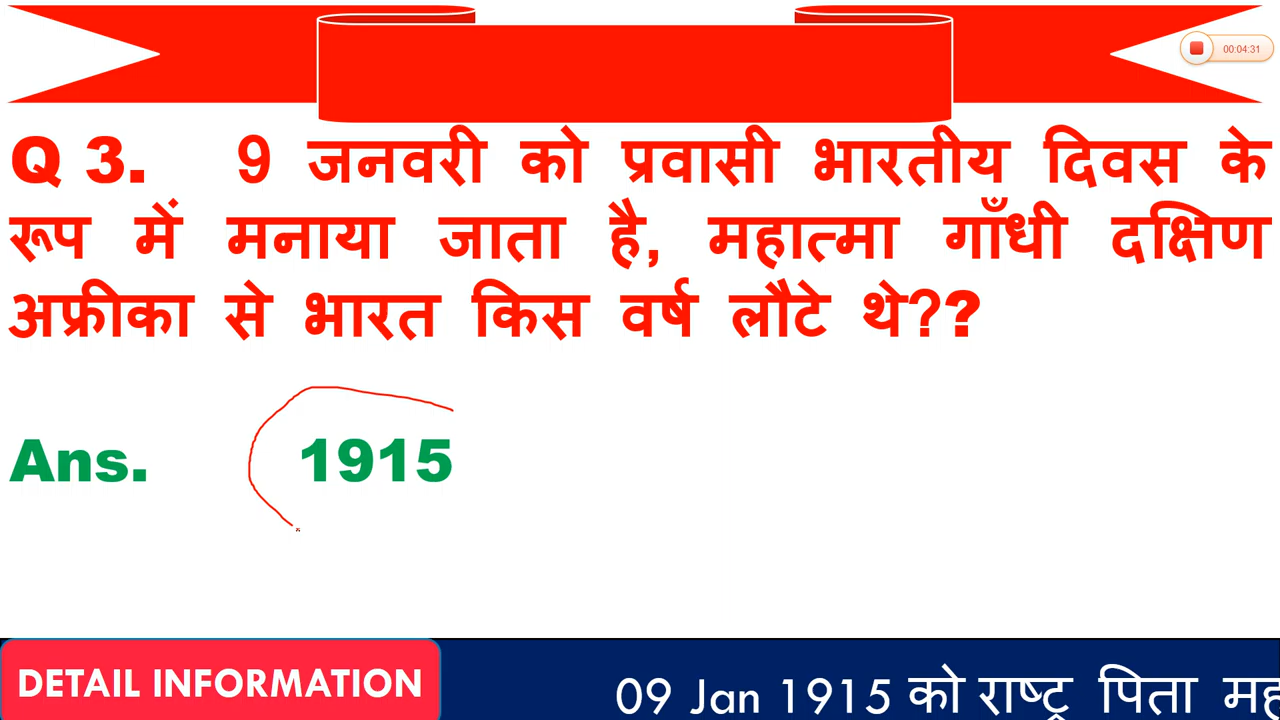 00:04:31
Q 3. 9 जनवरी को प्रवासी भारतीय दिवस के
रूप में मनाया जाता है, महात्मा गाँधी दक्षिण
अफ्रीका से भारत किस वर्ष लौटे थे??
Ans. 1915
DETAIL INFORMATION
09 Jan 1915 को राष्ट्र पिता मह